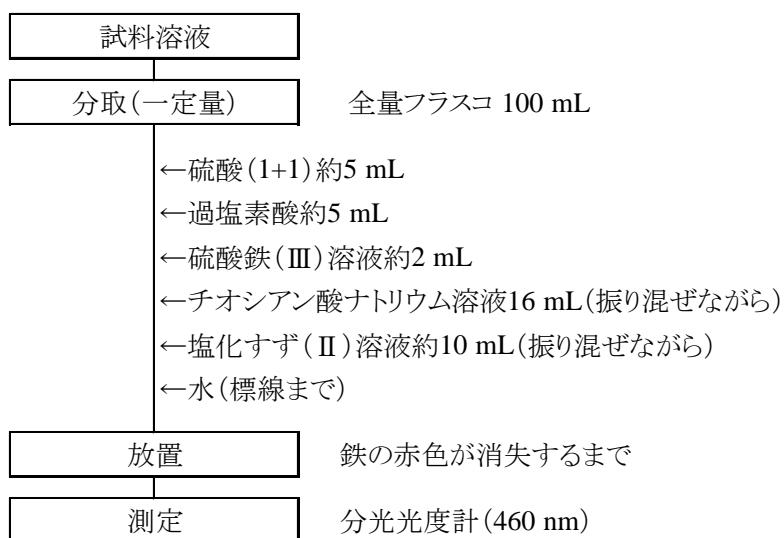 試料溶液
分取(一定量) 全量フラスコ 100 mL
←硫酸(1+1)約5 mL
←過塩素酸約5 mL
←硫酸鉄(Ⅲ)溶液約2 mL
←チオシアン酸ナトリウム溶液16 mL(振り混ぜながら)
←塩化すず(Ⅱ)溶液約10 mL(振り混ぜながら)
←水(標線まで)
放置 鉄の赤色が消失するまで
測定 分光光度計(460 nm)